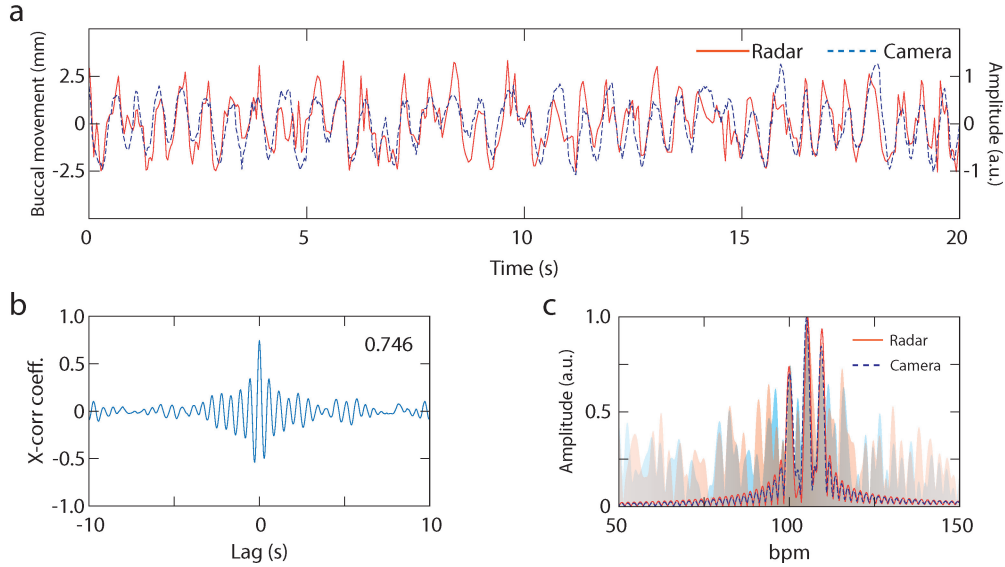 a
Buccal movement (mm)
2.5
0
-2.5
Radar
Camera
1
0
-1
Amplitude (a.u.)
0 5 10 15 20
Time (s)
b
X-corr coeff.
1.0
0.5
0
-0.5
-1.0
0.746
-10 0 10
Lag (s)
c
Amplitude (a.u.)
1.0
0.5
0
Radar
Camera
50 100 150
bpm